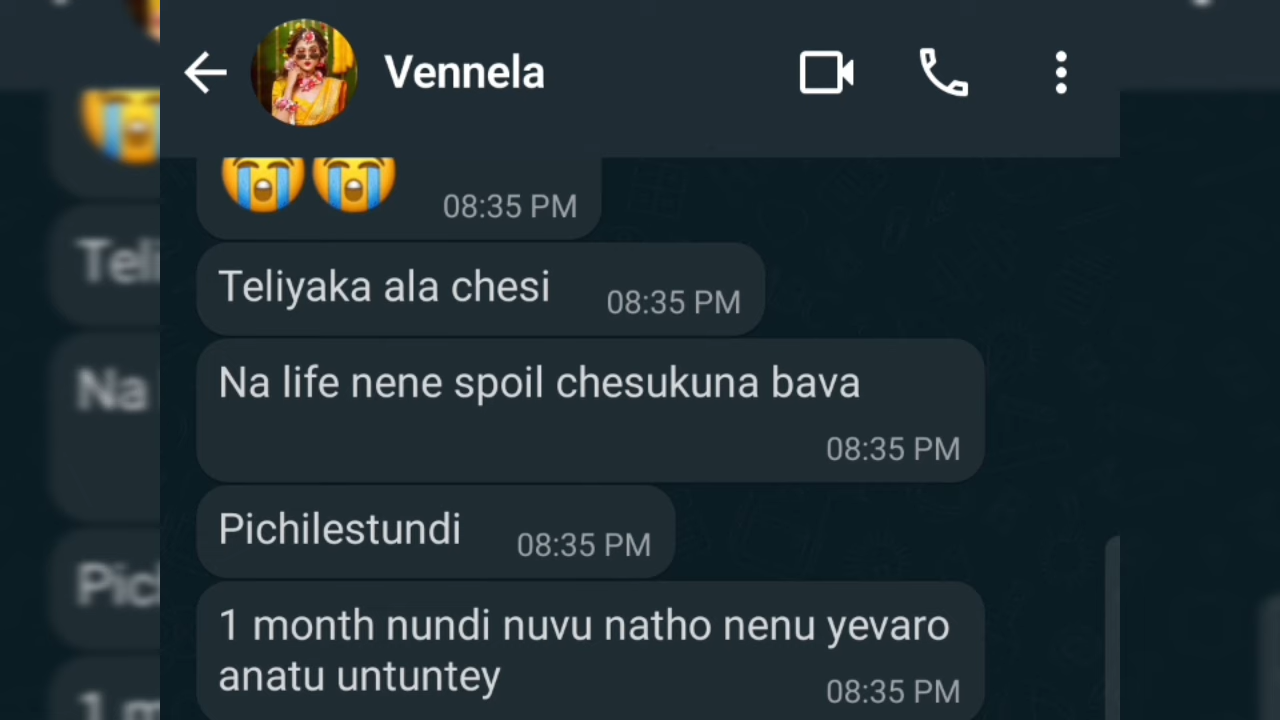 Vennela
08:35 PM
Teliyaka ala chesi
08:35 PM
Na life nene spoil chesukuna bava
08:35 PM
Pichilestundi
08:35 PM
1 month nundi nuvu natho nenu yevaro
anatu untuntey
08:35 PM